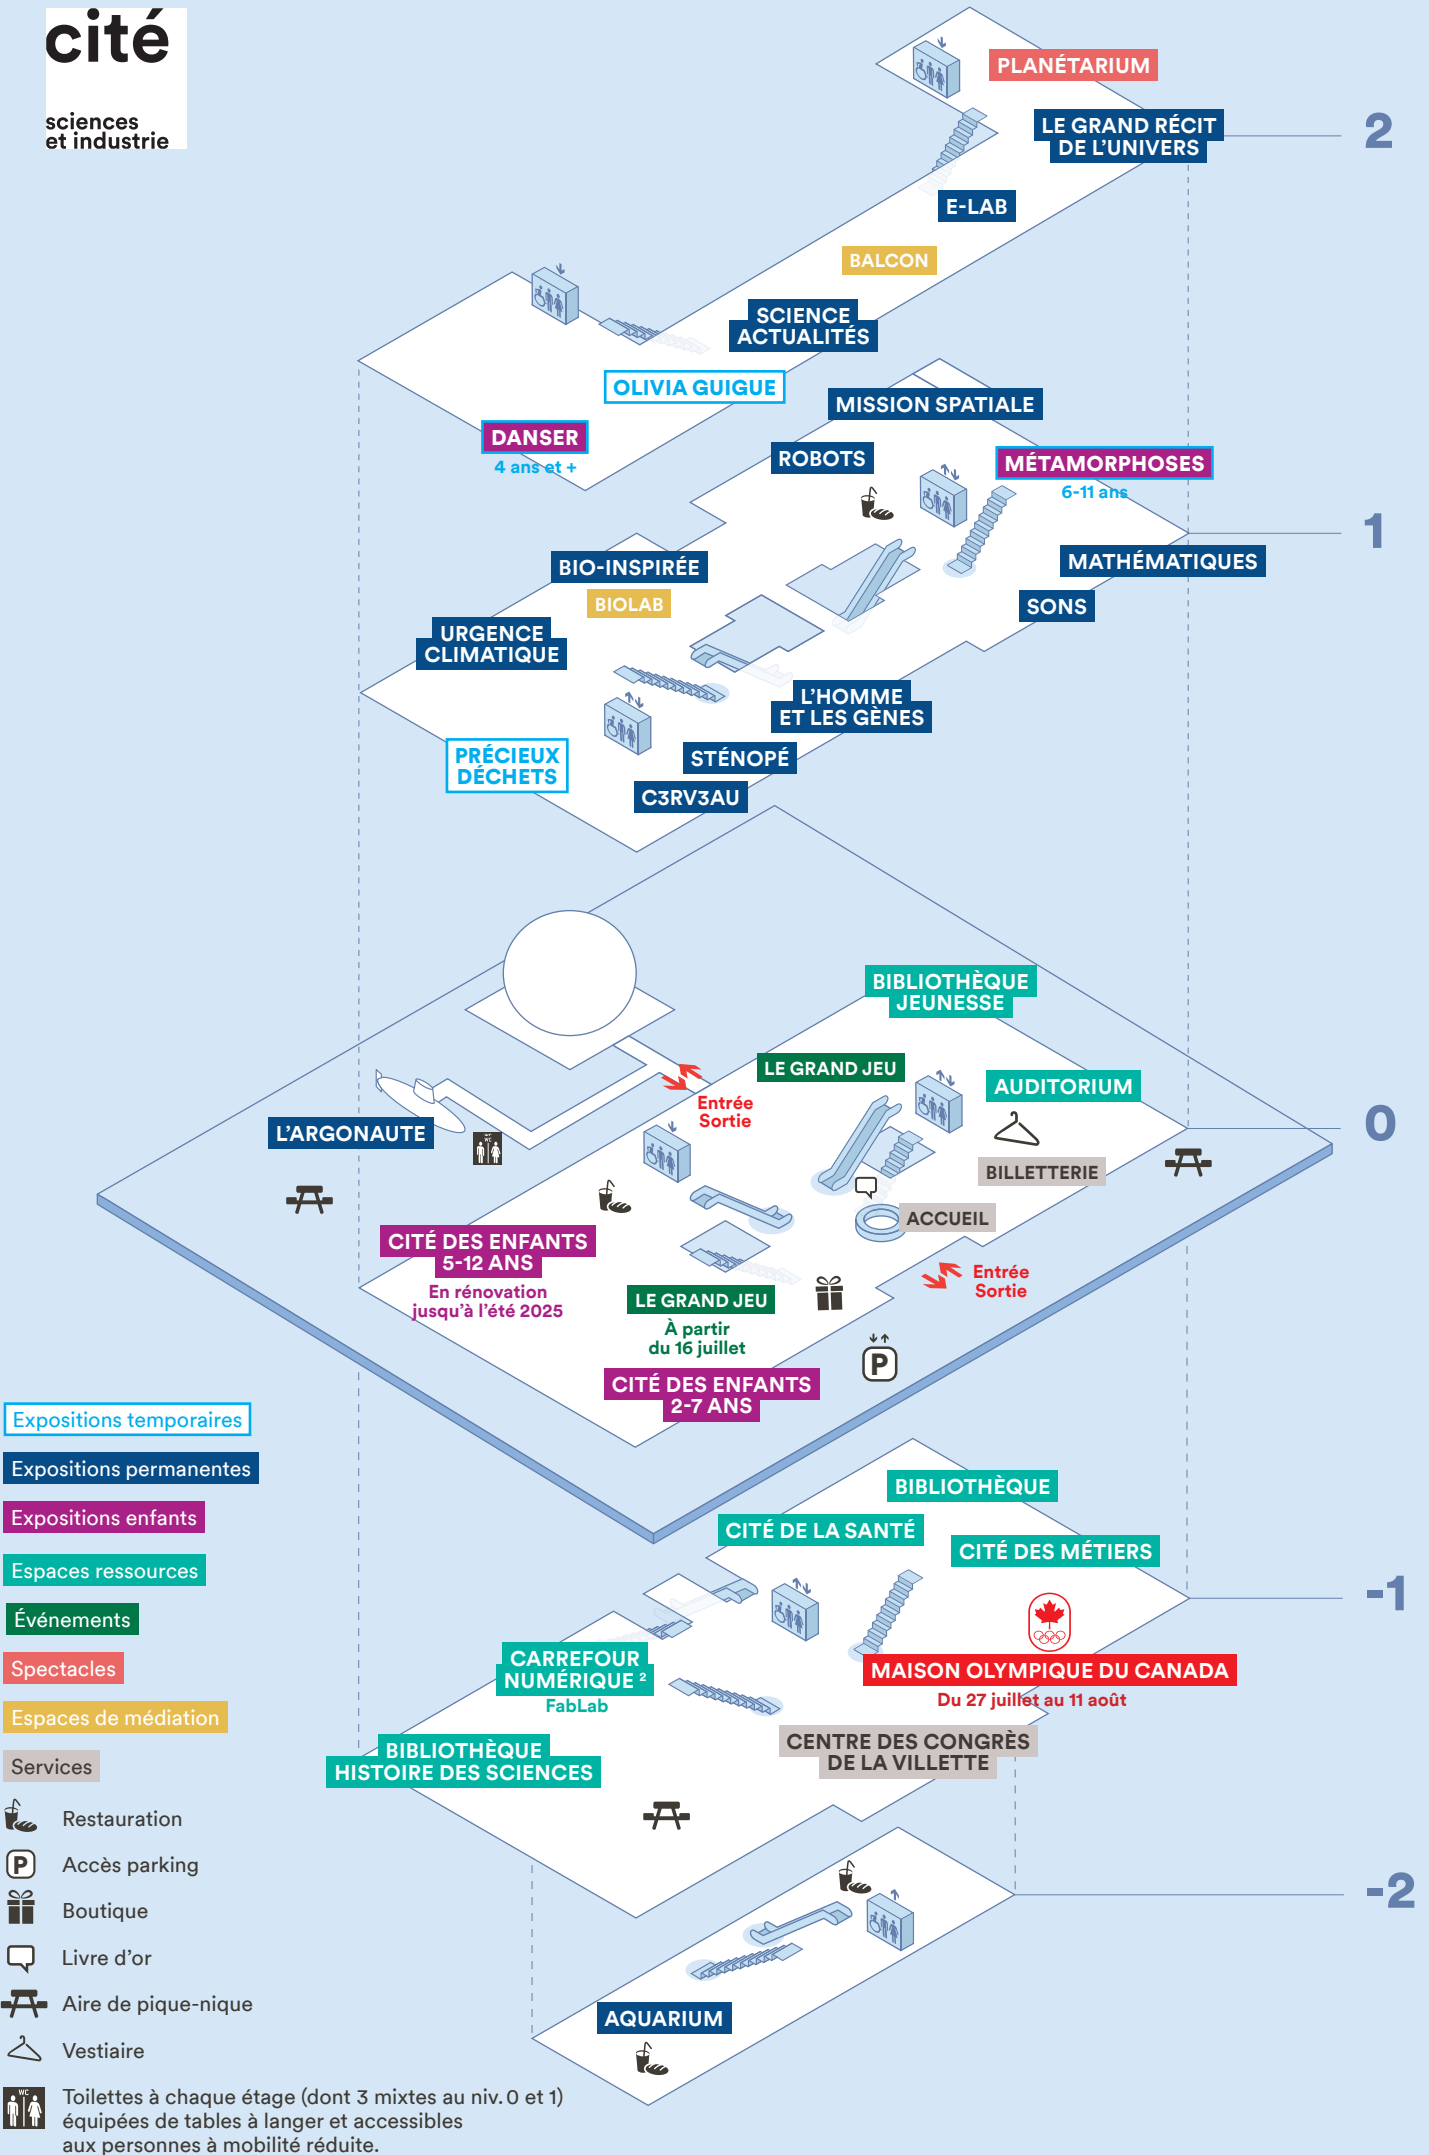 cité
sciences
et industrie
PLANÉTARIUM
LE GRAND RÉCIT
DE L'UNIVERS
2
E-LAB
BALCON
SCIENCE
ACTUALITÉS
OLIVIA GUIGUE
DANSER
4 ans et +
MISSION SPATIALE
ROBOTS
MÉTAMORPHOSES
6-11 ans
1
MATHÉMATIQUES
SONS
BIO-INSPIRÉE
BIOLAB
URGENCE
CLIMATIQUE
L'HOMME
ET LES GÈNES
STÉNOPÉ
C3RV3AU
PRÉCIEUX
DÉCHETS
BIBLIOTHÈQUE
JEUNESSE
LE GRAND JEU
AUDITORIUM
Entrée
Sortie
0
L'ARGONAUTE
WC
BILLETTERIE
ACCUEIL
CITÉ DES ENFANTS
5-12 ANS
En rénovation
jusqu'à l'été 2025
Entrée
Sortie
LE GRAND JEU
À partir
du 16 juillet
P
CITÉ DES ENFANTS
2-7 ANS
BIBLIOTHÈQUE
CITÉ DE LA SANTÉ
CITÉ DES MÉTIERS
-1
CARREFOUR
NUMÉRIQUE ²
FabLab
MAISON OLYMPIQUE DU CANADA
Du 27 juillet au 11 août
CENTRE DES CONGRÈS
DE LA VILLETTE
BIBLIOTHÈQUE
HISTOIRE DES SCIENCES
-2
AQUARIUM
Expositions temporaires
Expositions permanentes
Expositions enfants
Espaces ressources
Événements
Spectacles
Espaces de médiation
Services
Restauration
P
Accès parking
Boutique
Livre d'or
Aire de pique-nique
Vestiaire
WC
Toilettes à chaque étage (dont 3 mixtes au niv. 0 et 1)
équipées de tables à langer et accessibles
aux personnes à mobilité réduite.